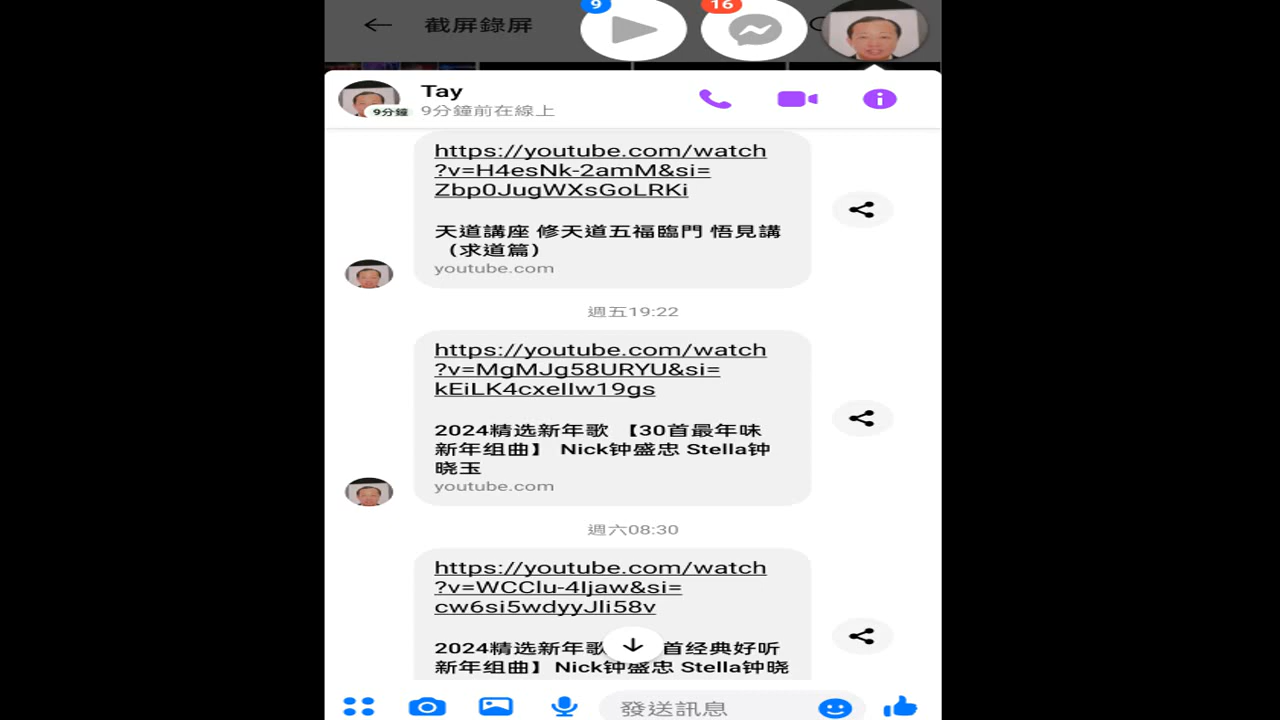 截屏錄屏
9
16
Tay
9分鐘
9分鐘前在線上
https://youtube.com/watch
?v=H4esNk-2amM&si=
Zbp0JugWXsGoLRKi
天道講座 修天道五福臨門 悟見講
（求道篇）
youtube.com
週五19:22
https://youtube.com/watch
?v=MgMJg58URYU&si=
kEiLK4cxelIw19gs
2024精选新年歌 【30首最年味
新年组曲】 Nick钟盛忠 Stella钟
晓玉
youtube.com
週六08:30
https://youtube.com/watch
?v=WCClu-4Ijaw&si=
cw6si5wdyyJli58v
2024精选新年歌 首经典好听
新年组曲】Nick钟盛忠 Stella钟晓
發送訊息